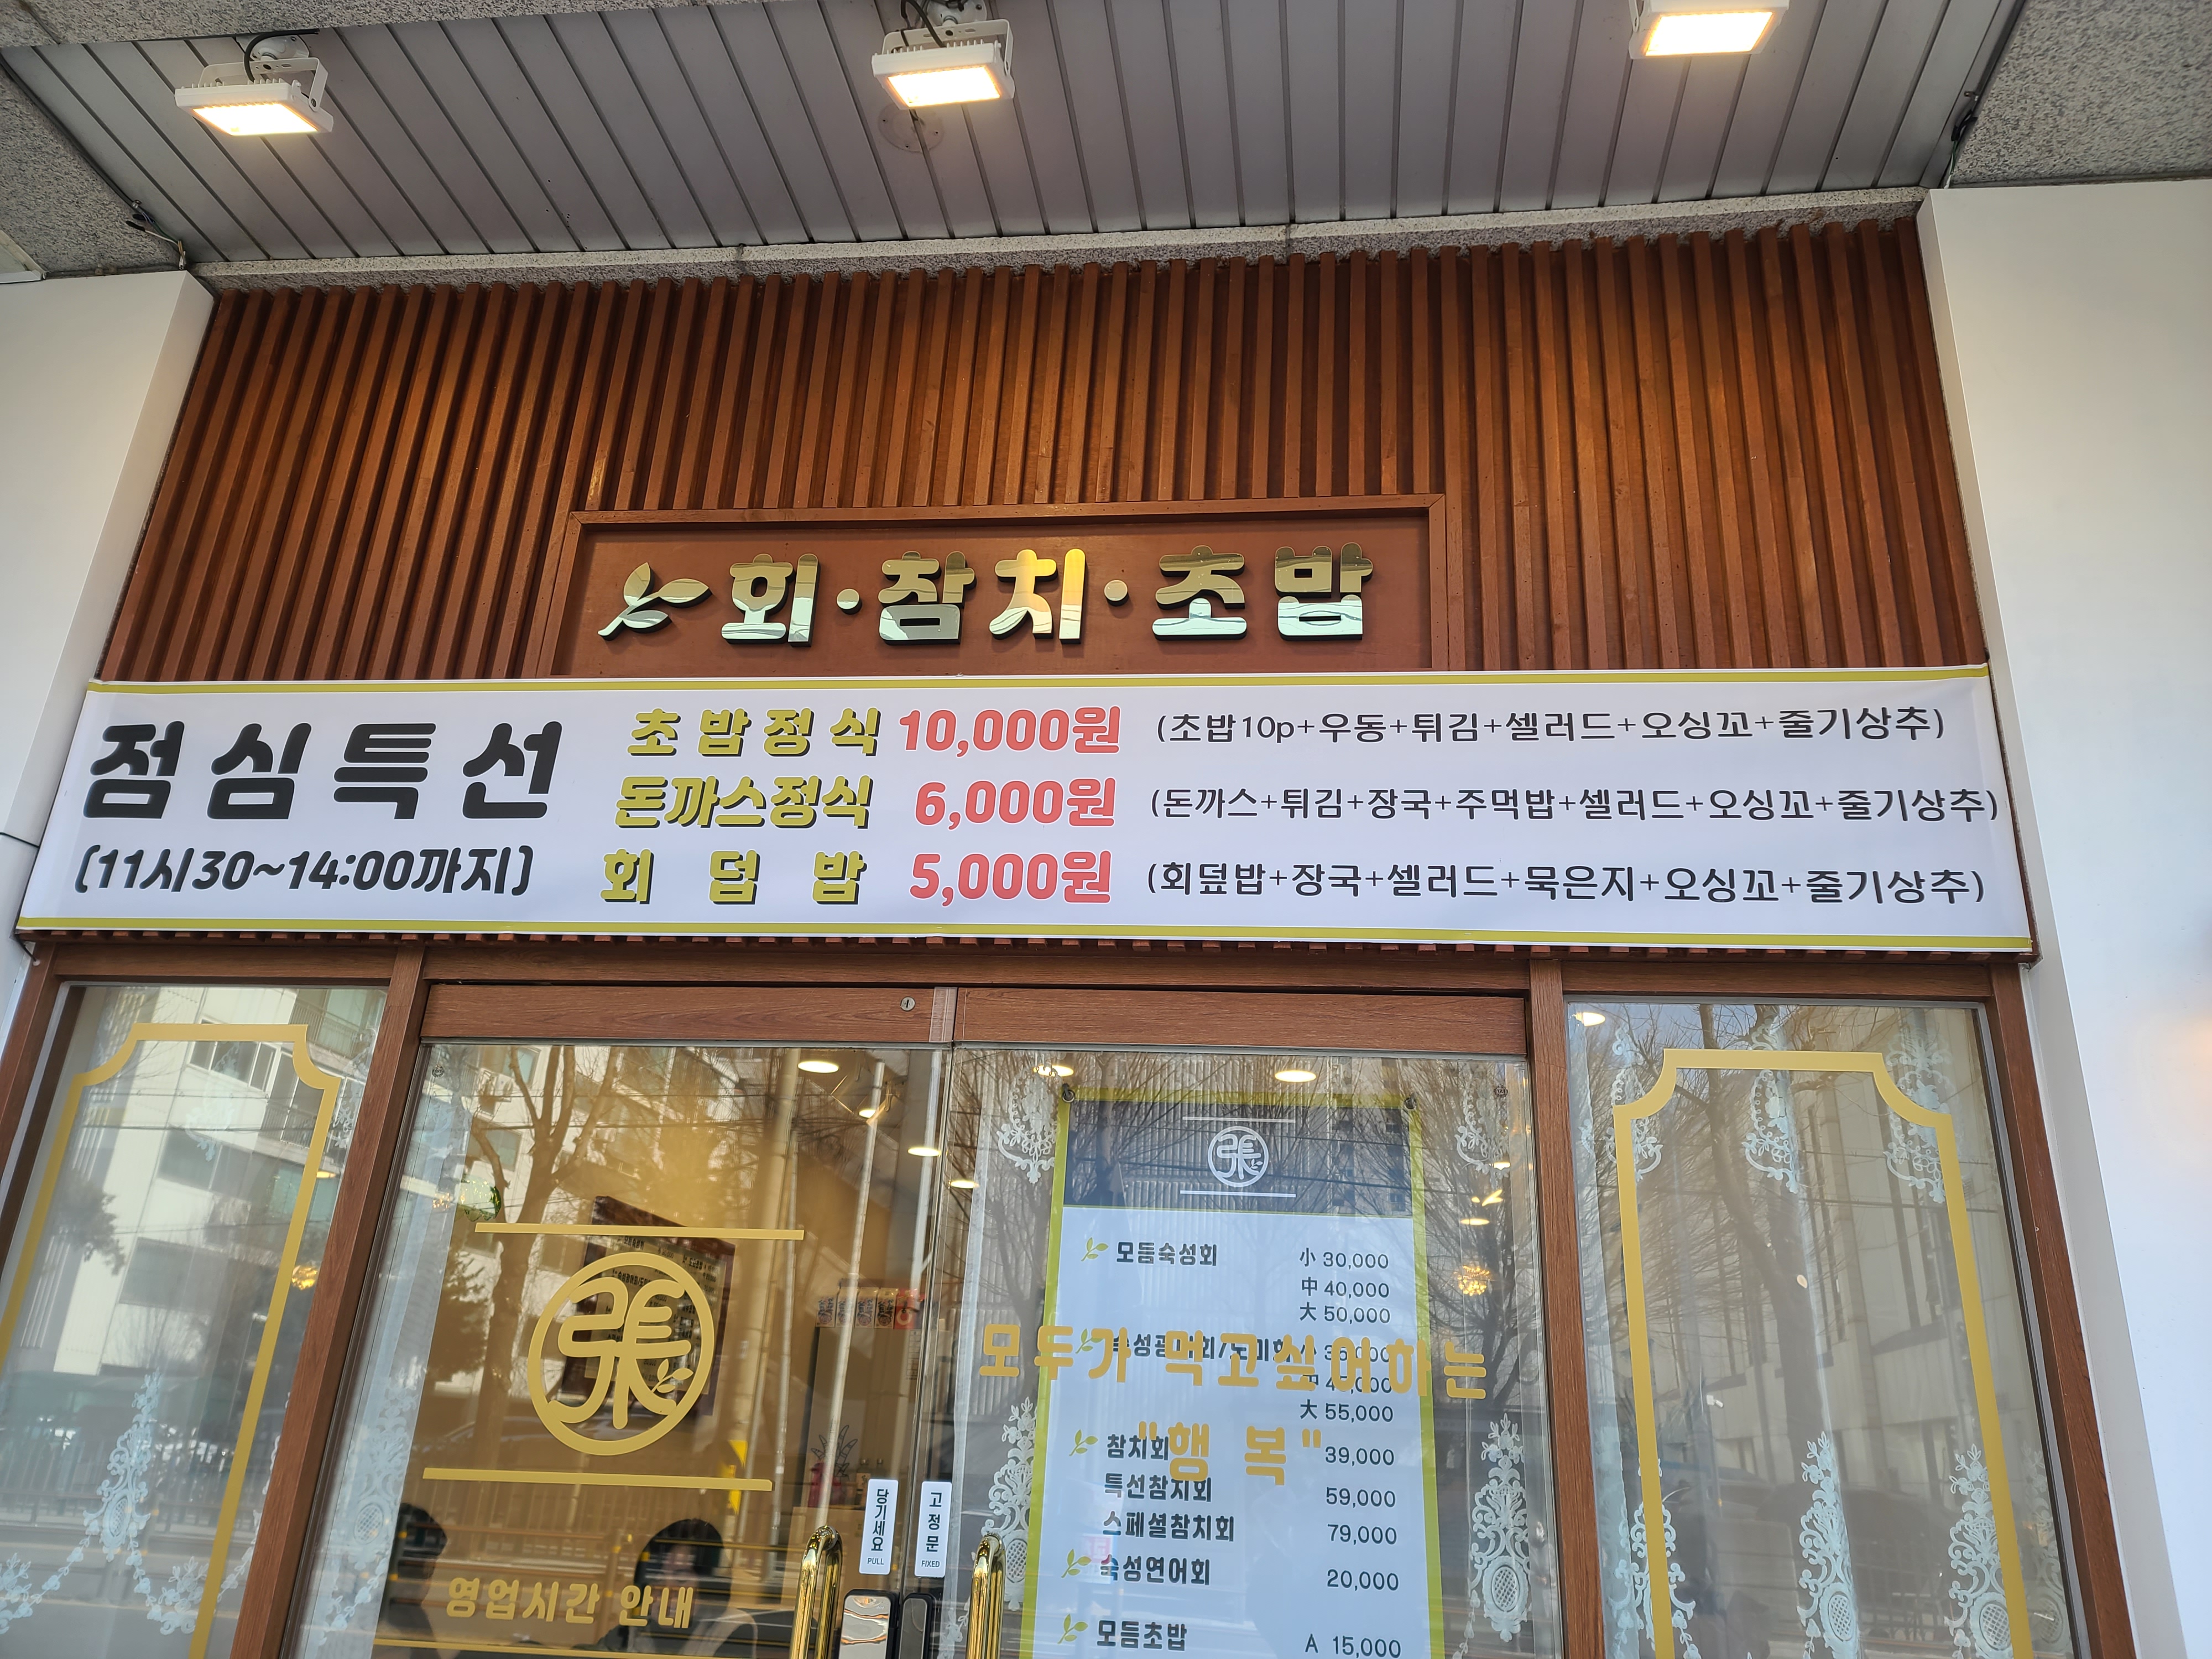 회·참치·초밥
점심특선
(11시30~14:00까지)
초밥정식 10,000원 (초밥10p+우동+튀김+셀러드+오싱꼬+줄기상추)
돈까스정식 6,000원 (돈까스+튀김+장국+주먹밥+셀러드+오싱꼬+줄기상추)
회덥밥 5,000원 (회덮밥+장국+셀러드+묵은지+오싱꼬+줄기상추)
張
영업시간 안내
당기세요
PULL
고정문
FIXED
모두가 먹고싶어하는
"행 복"
張
모둠숙성회 小 30,000
中 40,000
大 50,000
大 55,000
참치회 39,000
특선참치회 59,000
스페셜참치회 79,000
숙성연어회 20,000
모듬초밥 A 15,000